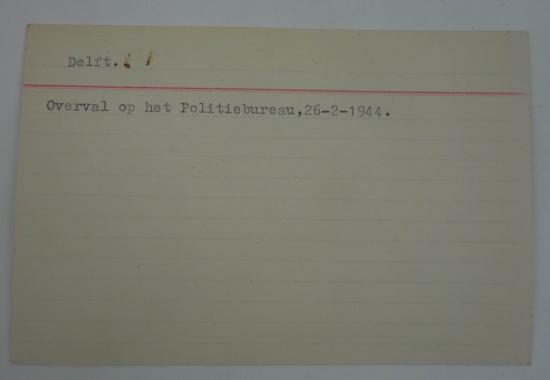 Delft.
Overval op het Politiebureau,26-2-1944.